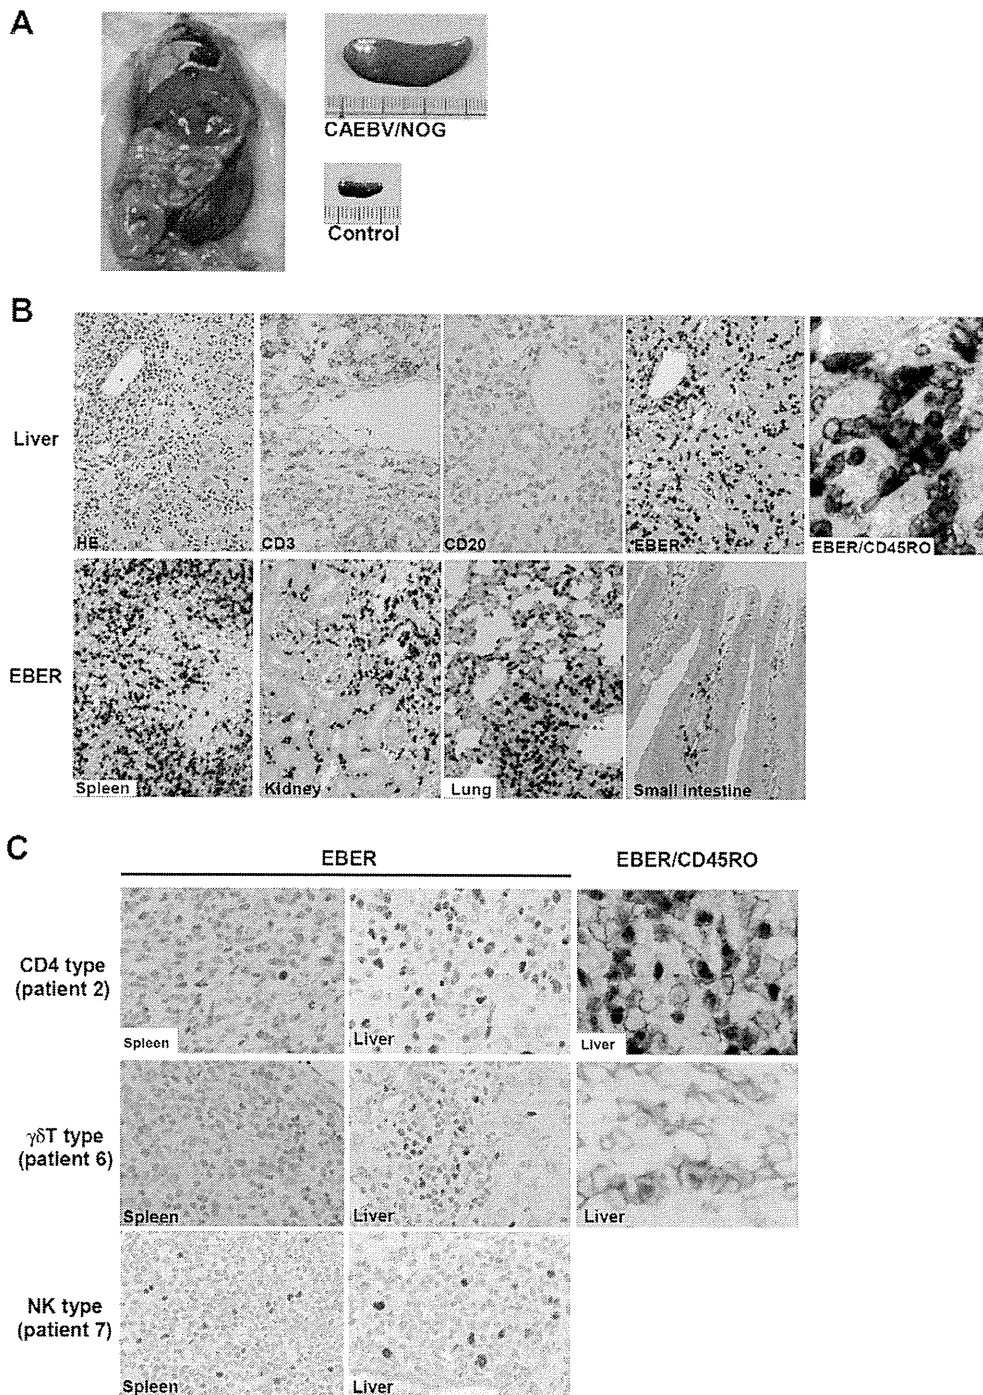 A
CAEBV/NOG
Control
B
Liver
HE
CD3
CD20
EBER
EBER/CD45RO
EBER
Spleen
Kidney
Lung
Small intestine
C
EBER
EBER/CD45RO
CD4 type
(patient 2)
Spleen
Liver
Liver
γδT type
(patient 6)
Spleen
Liver
Liver
NK type
(patient 7)
Spleen
Liver